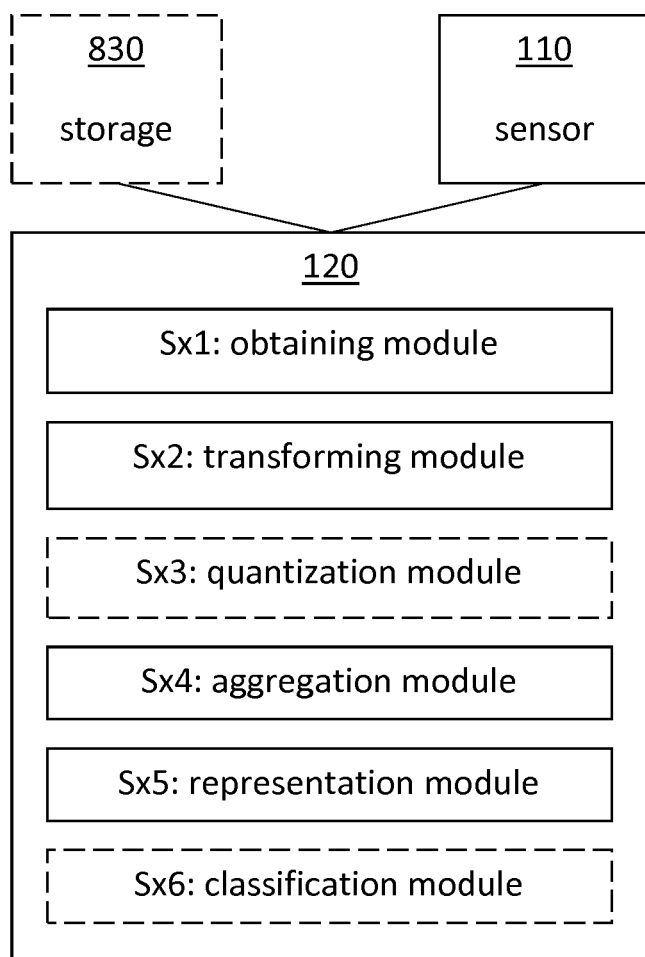 830
storage
110
sensor
120
Sx1: obtaining module
Sx2: transforming module
Sx3: quantization module
Sx4: aggregation module
Sx5: representation module
Sx6: classification module